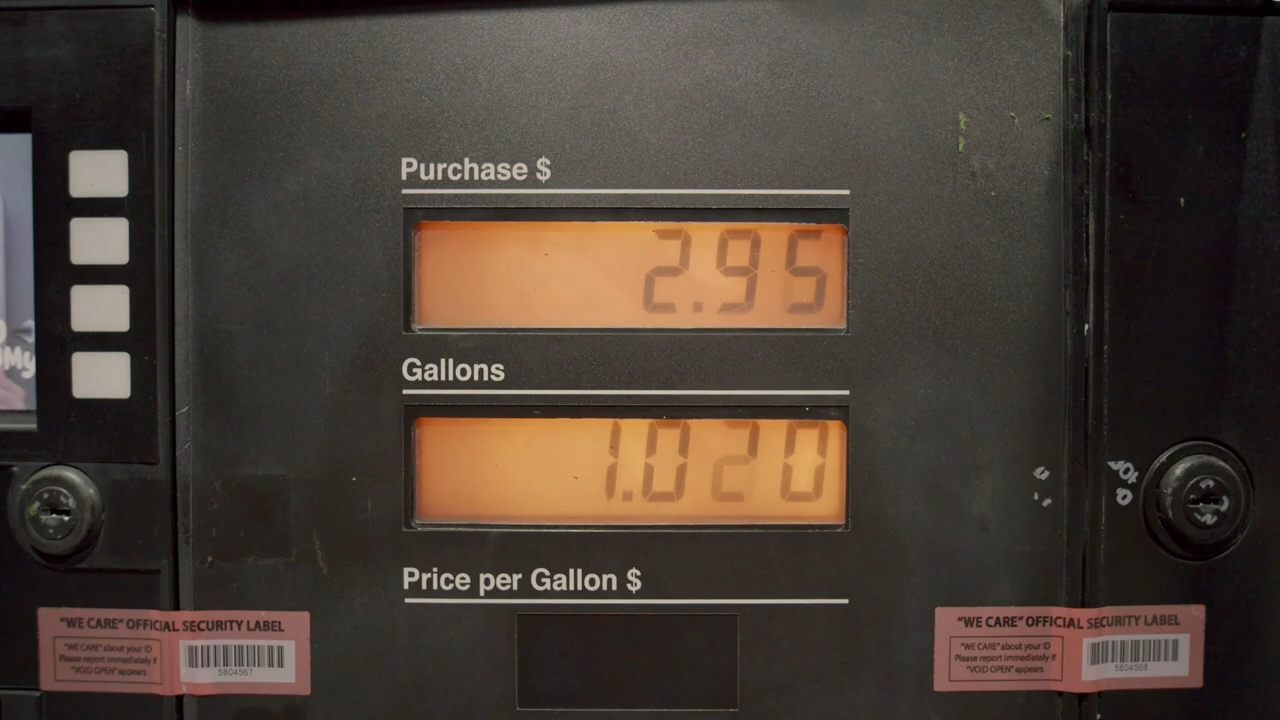 Purchase $
2.95
Gallons
1.020
Price per Gallon $
"WE CARE" OFFICIAL SECURITY LABEL
"WE CARE" about your ID
Please report immediately if
"VOID OPEN" appears
5804567
"WE CARE" OFFICIAL SECURITY LABEL
"WE CARE" about your ID
Please report immediately if
"VOID OPEN" appears
5804568